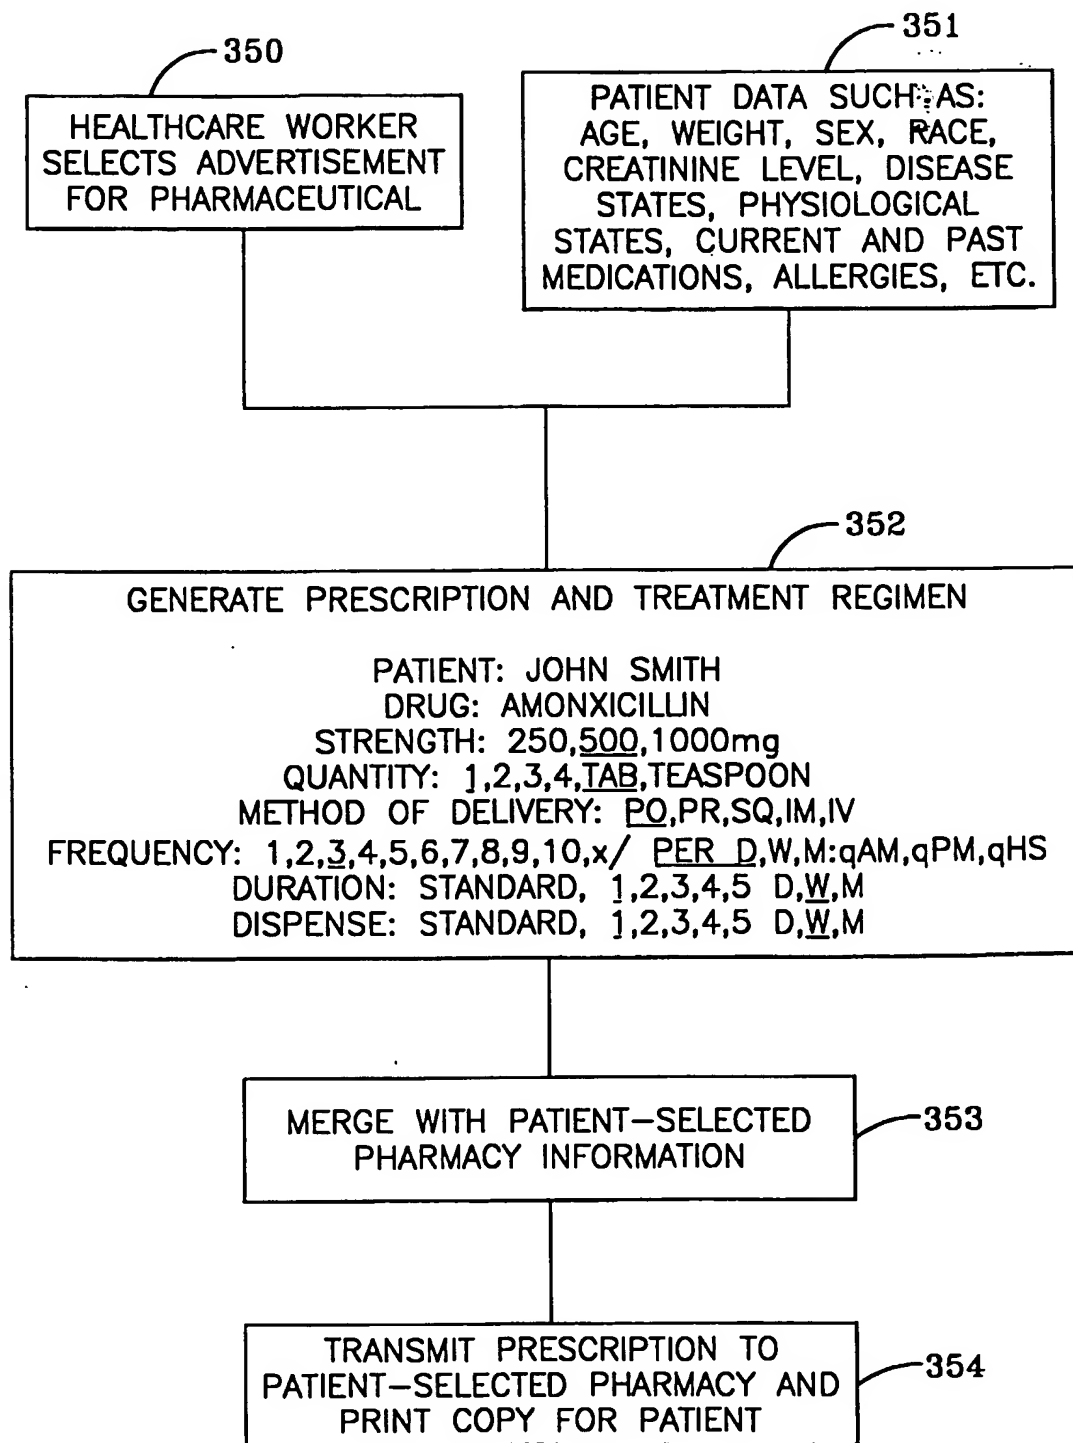 350
HEALTHCARE WORKER
SELECTS ADVERTISEMENT
FOR PHARMACEUTICAL
351
PATIENT DATA SUCH AS:
AGE, WEIGHT, SEX, RACE,
CREATININE LEVEL, DISEASE
STATES, PHYSIOLOGICAL
STATES, CURRENT AND PAST
MEDICATIONS, ALLERGIES, ETC.
352
GENERATE PRESCRIPTION AND TREATMENT REGIMEN
PATIENT: JOHN SMITH
DRUG: AMONXICILLIN
STRENGTH: 250,500,1000mg
QUANTITY: 1,2,3,4,TAB,TEASPOON
METHOD OF DELIVERY: PO,PR,SQ,IM,IV
FREQUENCY: 1,2,3,4,5,6,7,8,9,10,x/ PER D,W,M:qAM,qPM,qHS
DURATION: STANDARD, 1,2,3,4,5 D,W,M
DISPENSE: STANDARD, 1,2,3,4,5 D,W,M
MERGE WITH PATIENT-SELECTED
PHARMACY INFORMATION
353
TRANSMIT PRESCRIPTION TO
PATIENT-SELECTED PHARMACY AND
PRINT COPY FOR PATIENT
354